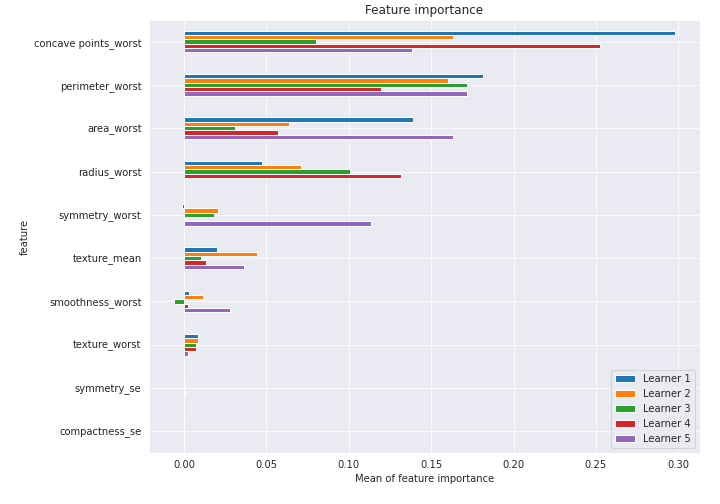 Feature importance
concave points_worst
perimeter_worst
area_worst
radius_worst
symmetry_worst
texture_mean
smoothness_worst
texture_worst
symmetry_se
compactness_se
feature
Learner 1
Learner 2
Learner 3
Learner 4
Learner 5
0.00 0.05 0.10 0.15 0.20 0.25 0.30
Mean of feature importance